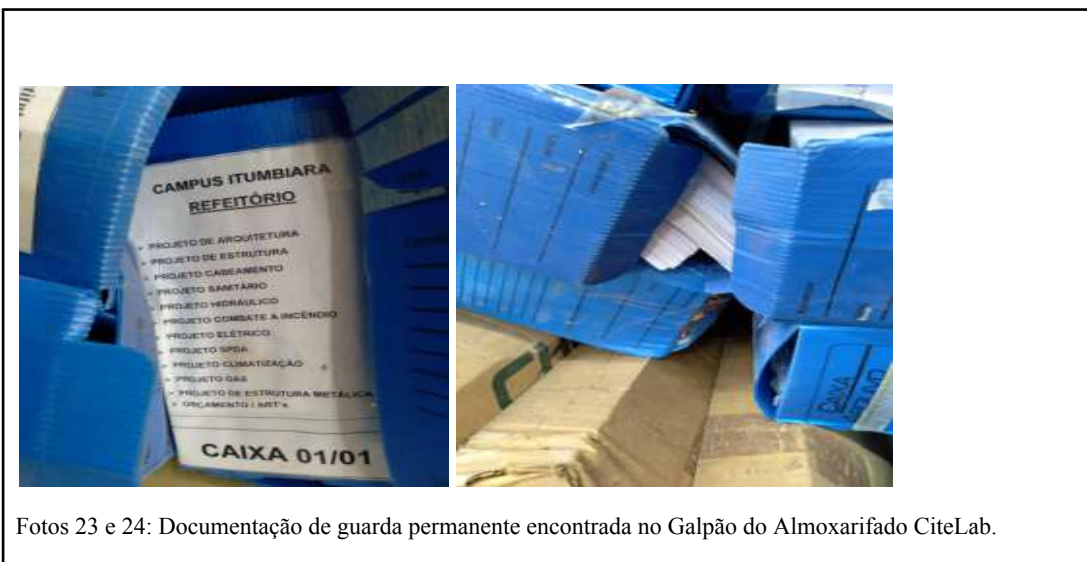 CAMPUS ITUMBIARA
REFEITÓRIO
PROJETO DE ARQUITETURA
PROJETO DE ESTRUTURA
PROJETO CABEAMENTO
PROJETO SANITÁRIO
PROJETO HIDRÁULICO
PROJETO COMBATE A INCÊNDIO
PROJETO ELÉTRICO
PROJETO SPDA
PROJETO CLIMATIZAÇÃO
PROJETO GÁS
PROJETO DE ESTRUTURA METÁLICA
ORÇAMENTO / ART's
CAIXA 01/01
CAIXA
Fotos 23 e 24: Documentação de guarda permanente encontrada no Galpão do Almoxarifado CiteLab.